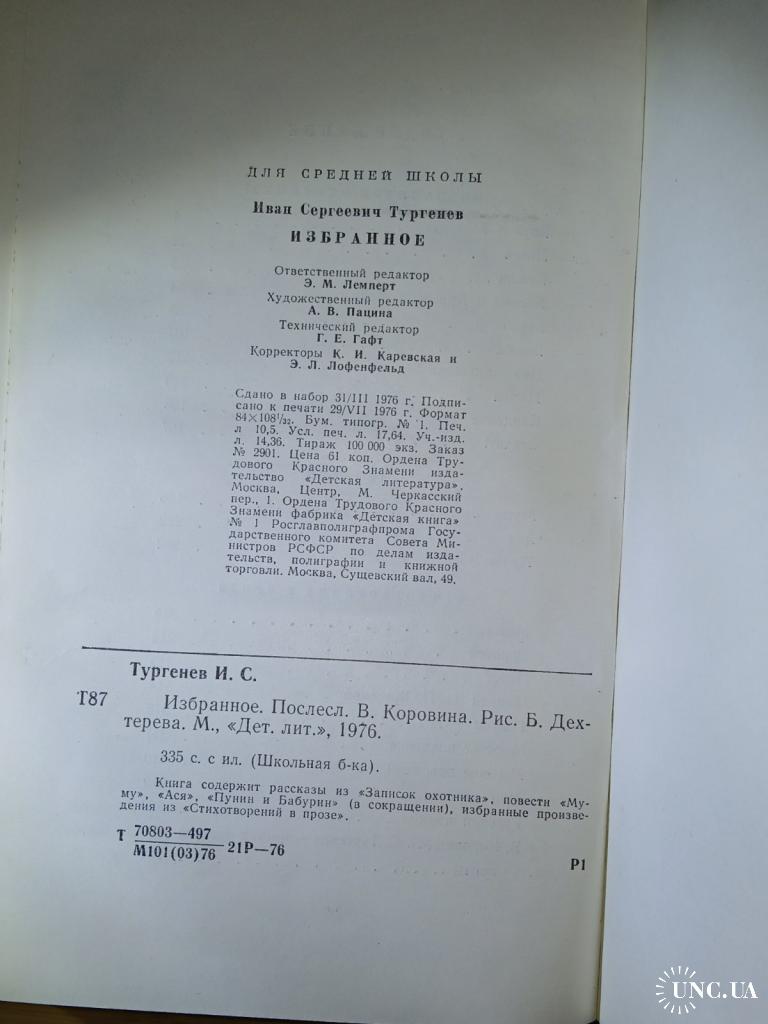 ДЛЯ СРЕДНЕЙ ШКОЛЫ
Иван Сергеевич Тургенев
ИЗБРАННОЕ
Ответственный редактор
Э. М. Лемперт
Художественный редактор
А. В. Пацина
Технический редактор
Г. Е. Гафт
Корректоры К. И. Каревская и
Э. Л. Лофенфельд
Сдано в набор 31/III 1976 г. Подпи-
сано к печати 29/VII 1976 г. Формат
84×108¹/₃₂. Бум. типогр. № 1. Печ.
л 10,5. Усл. печ. л. 17,64. Уч.-изд.
л. 14,36. Тираж 100 000 экз. Заказ
№ 2901. Цена 61 коп. Ордена Тру-
дового Красного Знамени изда-
тельство «Детская литература».
Москва, Центр, М. Черкасский
пер., 1. Ордена Трудового Красного
Знамени фабрика «Детская книга»
№ 1 Росглавполиграфпрома Госу-
дарственного комитета Совета Ми-
нистров РСФСР по делам изда-
тельств, полиграфии и книжной
торговли. Москва, Сущевский вал, 49.
Тургенев И. С.
Т87 Избранное. Послесл. В. Коровина. Рис. Б. Дех-
терева. М., «Дет. лит.», 1976.
335 с. с ил. (Школьная б-ка).
Книга содержит рассказы из «Записок охотника», повести «Му-
му», «Ася», «Пунин и Бабурин» (в сокращении), избранные произве-
дения из «Стихотворений в прозе».
Т 70803—497
М101(03)76 21Р—76
Р1
UNC.UA